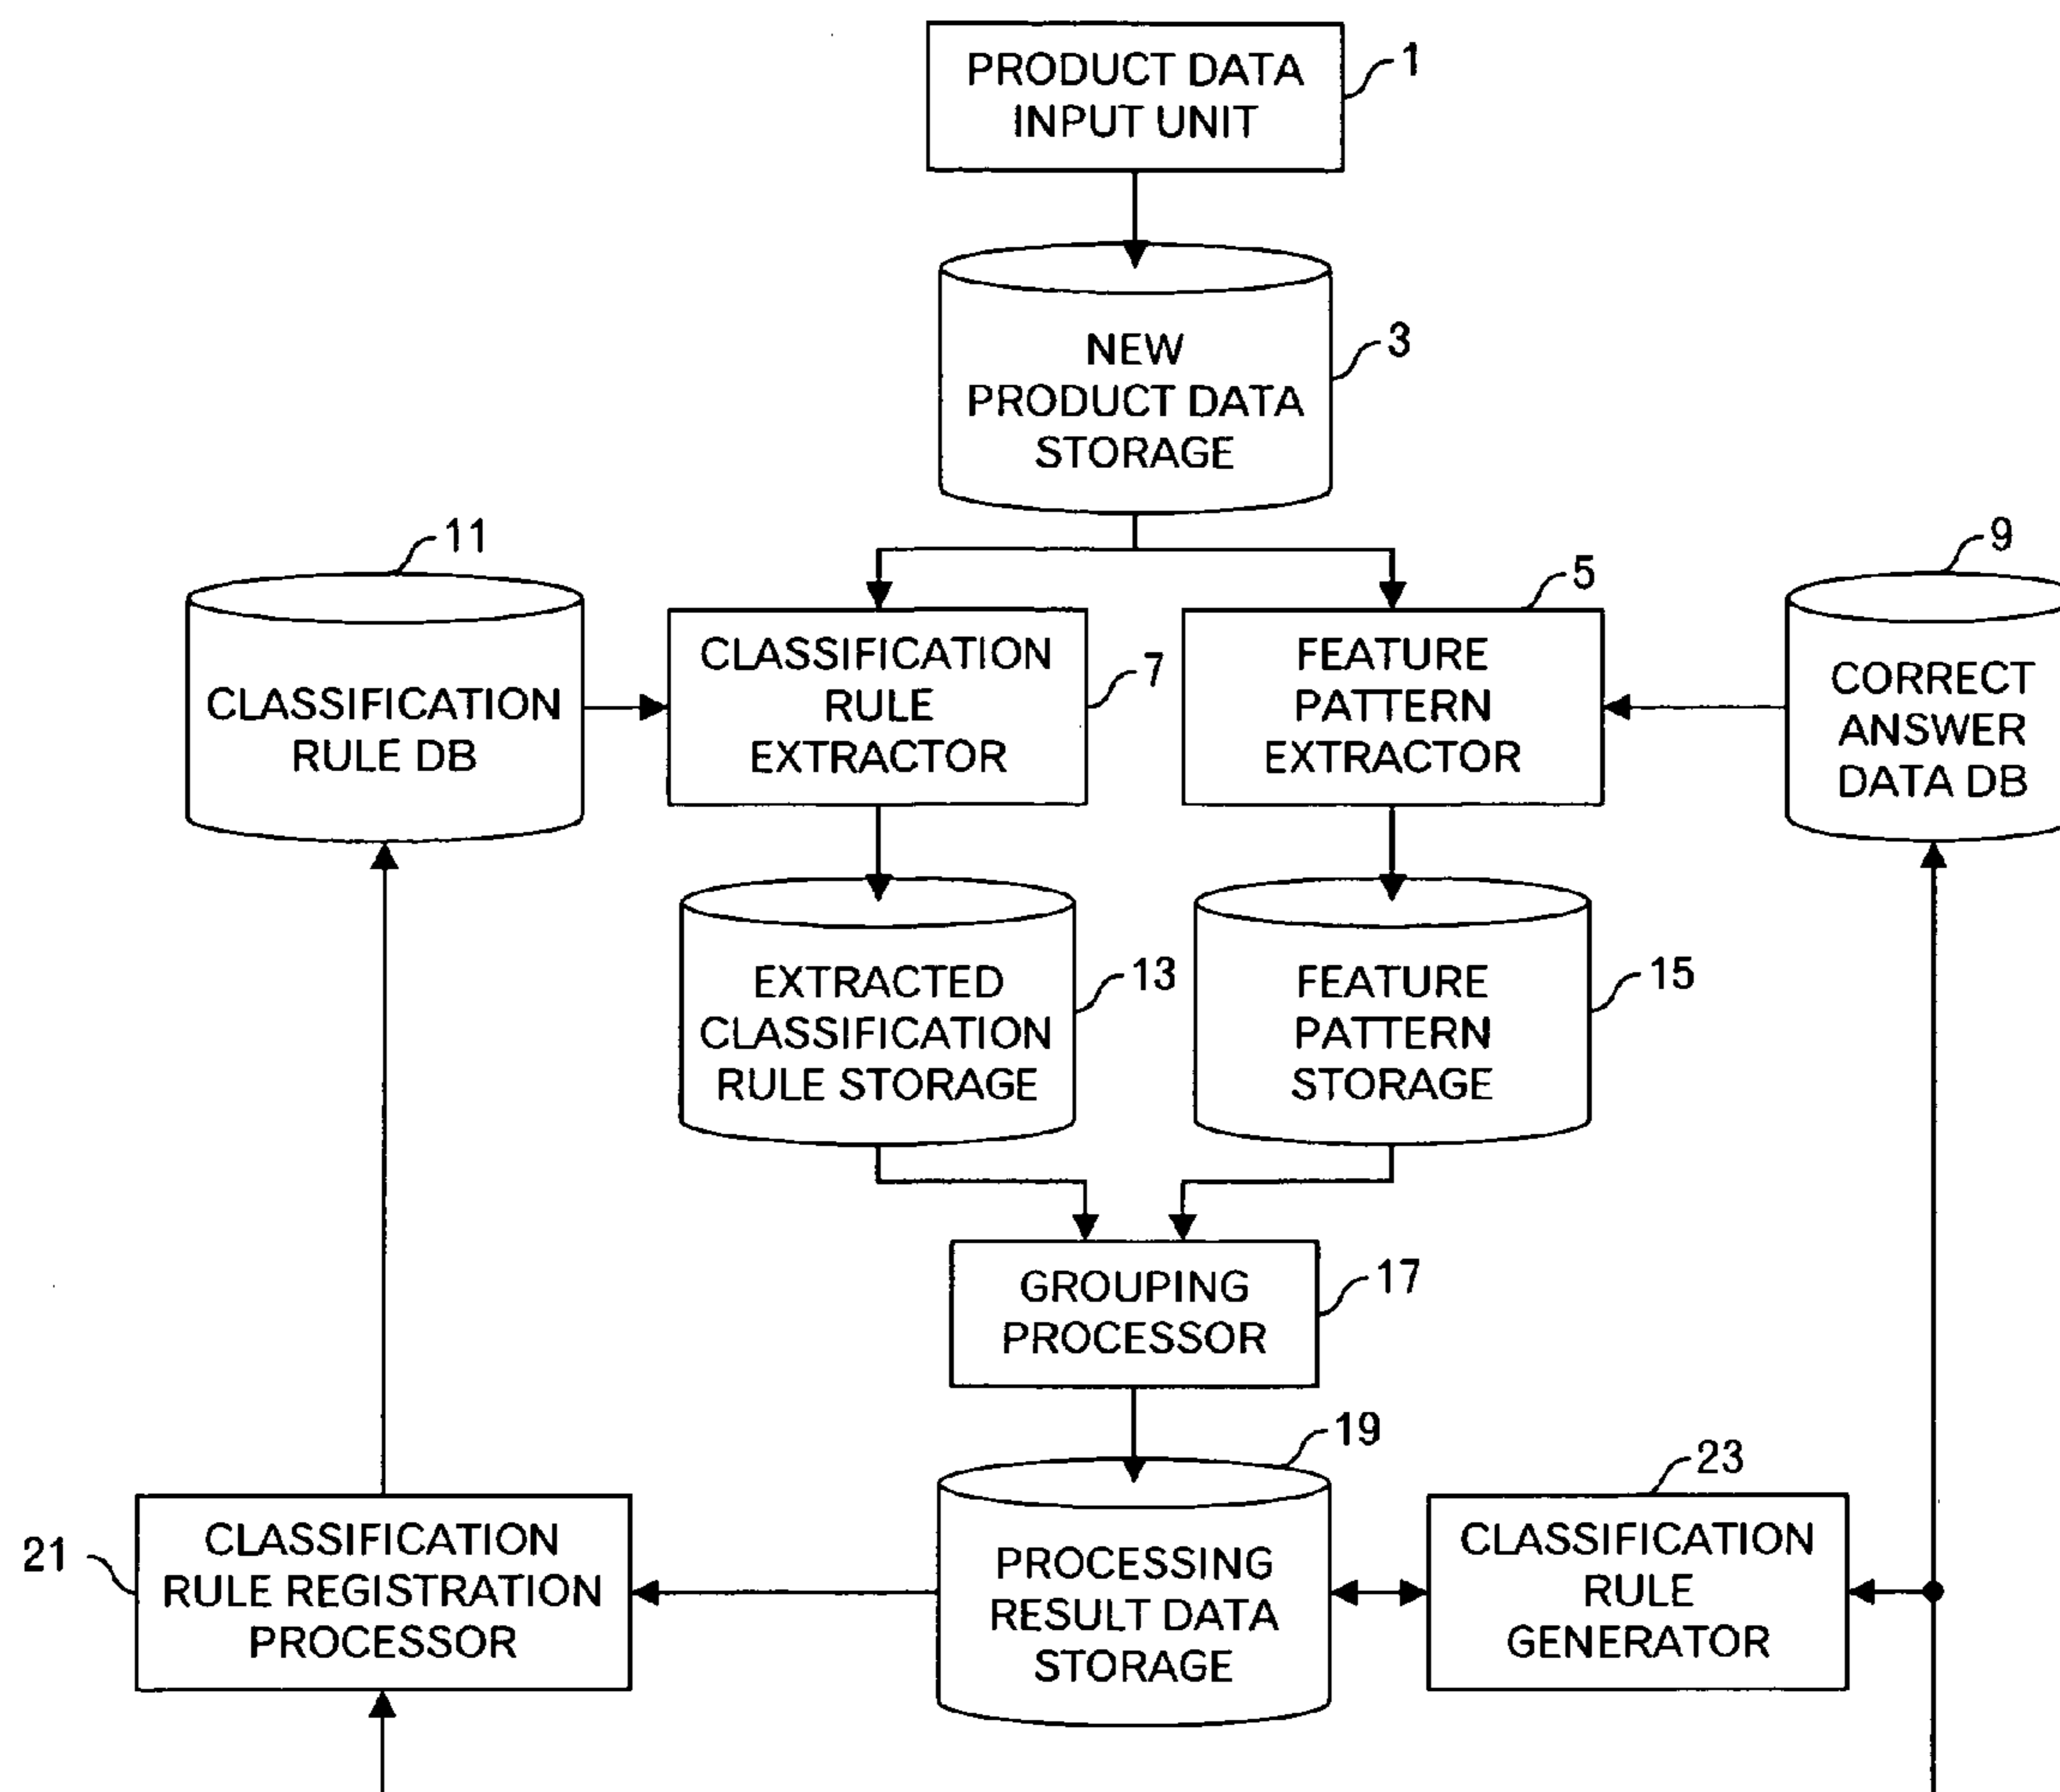 PRODUCT DATA
INPUT UNIT
1
NEW
PRODUCT DATA
STORAGE
3
11
CLASSIFICATION
RULE DB
CLASSIFICATION
RULE
EXTRACTOR
7
5
FEATURE
PATTERN
EXTRACTOR
9
CORRECT
ANSWER
DATA DB
EXTRACTED
CLASSIFICATION
RULE STORAGE
13
FEATURE
PATTERN
STORAGE
15
GROUPING
PROCESSOR
17
21
CLASSIFICATION
RULE REGISTRATION
PROCESSOR
19
PROCESSING
RESULT DATA
STORAGE
23
CLASSIFICATION
RULE
GENERATOR